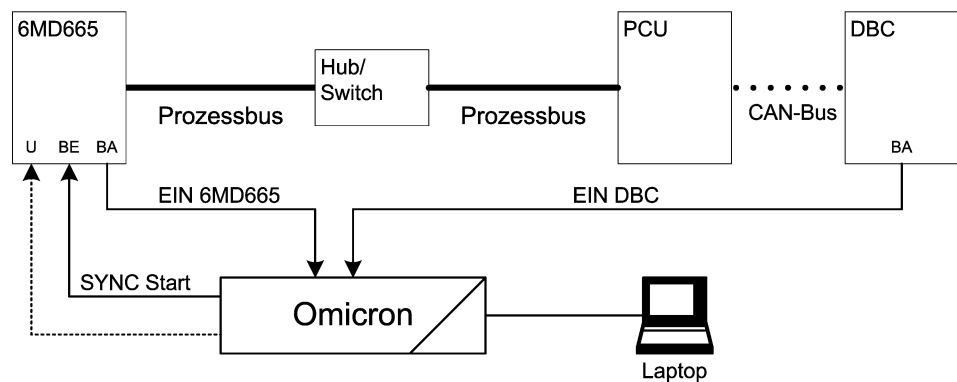 6MD665
PCU
DBC
Hub/
Switch
Prozessbus
Prozessbus
CAN-Bus
U BE BA
BA
EIN 6MD665
EIN DBC
SYNC Start
Omicron
Laptop